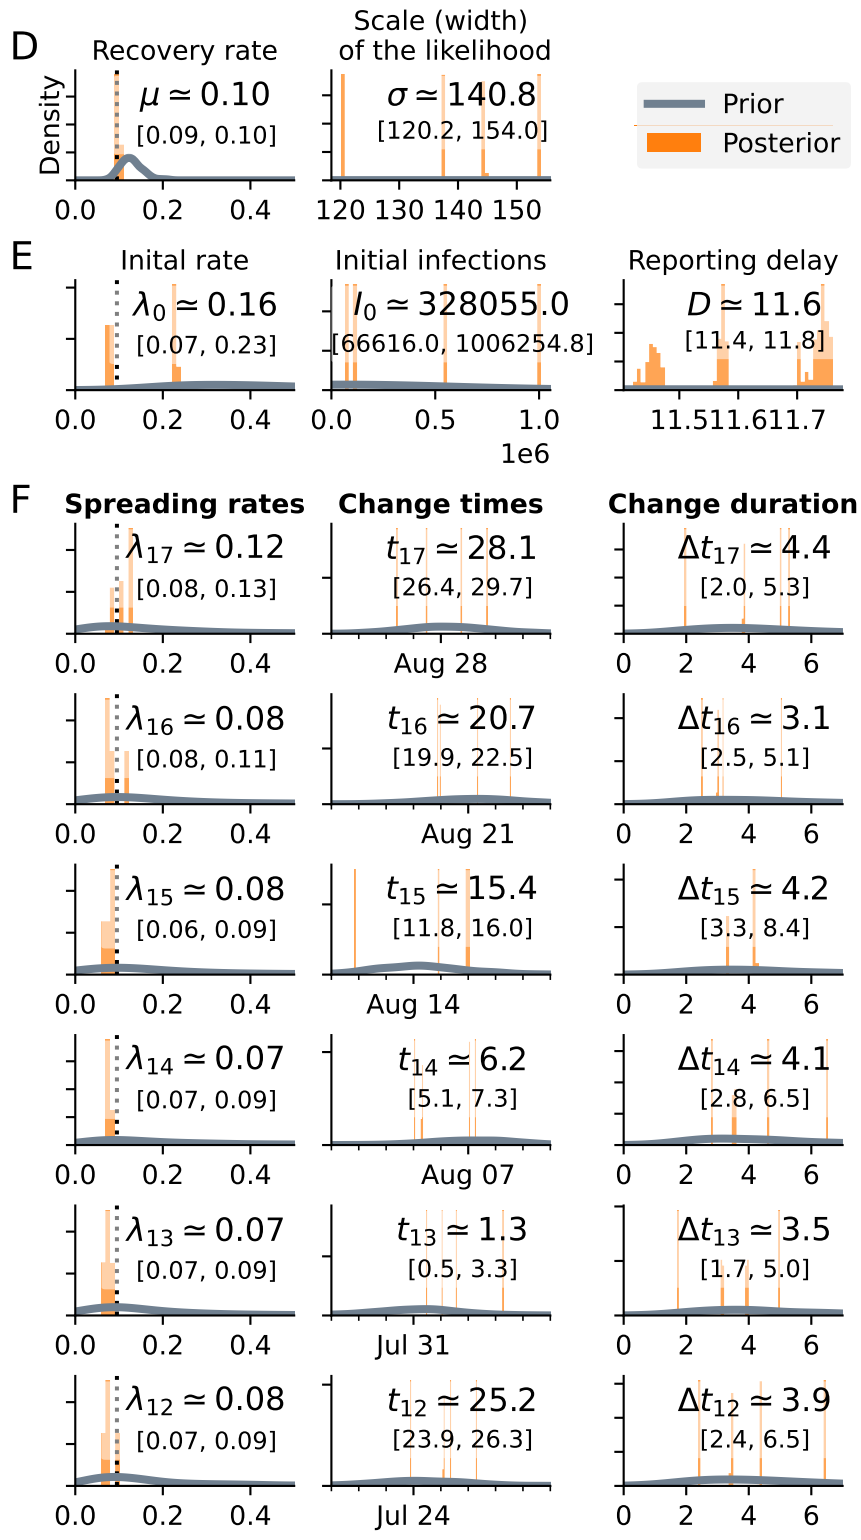 D
Recovery rate
Density
μ ≃ 0.10
[0.09, 0.10]
0.0 0.2 0.4
Scale (width)
of the likelihood
σ ≃ 140.8
[120.2, 154.0]
120 130 140 150
Prior
Posterior
E
Inital rate
λ0 ≃ 0.16
[0.07, 0.23]
0.0 0.2 0.4
Initial infections
I0 ≃ 328055.0
[66616.0, 1006254.8]
0.0 0.5 1.0
1e6
Reporting delay
D ≃ 11.6
[11.4, 11.8]
11.5 11.6 11.7
F
Spreading rates Change times Change duration
λ17 ≃ 0.12
[0.08, 0.13]
0.0 0.2 0.4
t17 ≃ 28.1
[26.4, 29.7]
Aug 28
Δt17 ≃ 4.4
[2.0, 5.3]
0 2 4 6
λ16 ≃ 0.08
[0.08, 0.11]
0.0 0.2 0.4
t16 ≃ 20.7
[19.9, 22.5]
Aug 21
Δt16 ≃ 3.1
[2.5, 5.1]
0 2 4 6
λ15 ≃ 0.08
[0.06, 0.09]
0.0 0.2 0.4
t15 ≃ 15.4
[11.8, 16.0]
Aug 14
Δt15 ≃ 4.2
[3.3, 8.4]
0 2 4 6
λ14 ≃ 0.07
[0.07, 0.09]
0.0 0.2 0.4
t14 ≃ 6.2
[5.1, 7.3]
Aug 07
Δt14 ≃ 4.1
[2.8, 6.5]
0 2 4 6
λ13 ≃ 0.07
[0.07, 0.09]
0.0 0.2 0.4
t13 ≃ 1.3
[0.5, 3.3]
Jul 31
Δt13 ≃ 3.5
[1.7, 5.0]
0 2 4 6
λ12 ≃ 0.08
[0.07, 0.09]
0.0 0.2 0.4
t12 ≃ 25.2
[23.9, 26.3]
Jul 24
Δt12 ≃ 3.9
[2.4, 6.5]
0 2 4 6